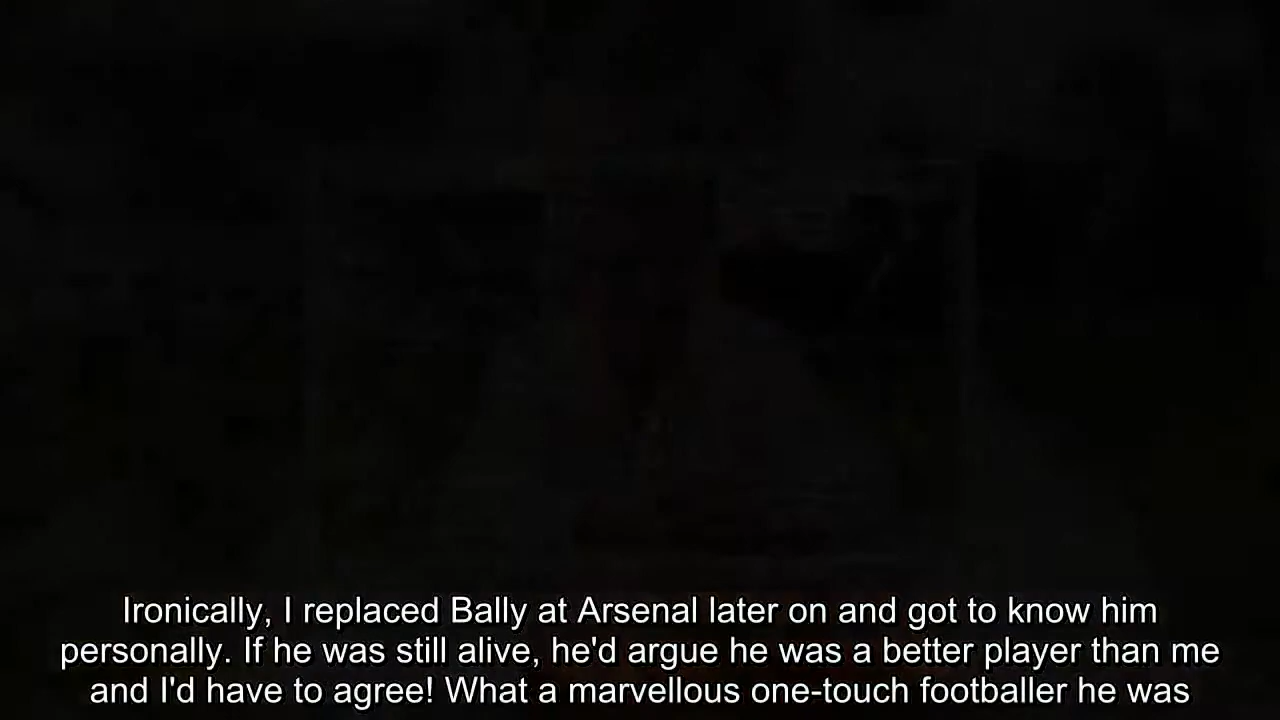 Ironically, I replaced Bally at Arsenal later on and got to know him
personally. If he was still alive, he'd argue he was a better player than me
and I'd have to agree! What a marvellous one-touch footballer he was